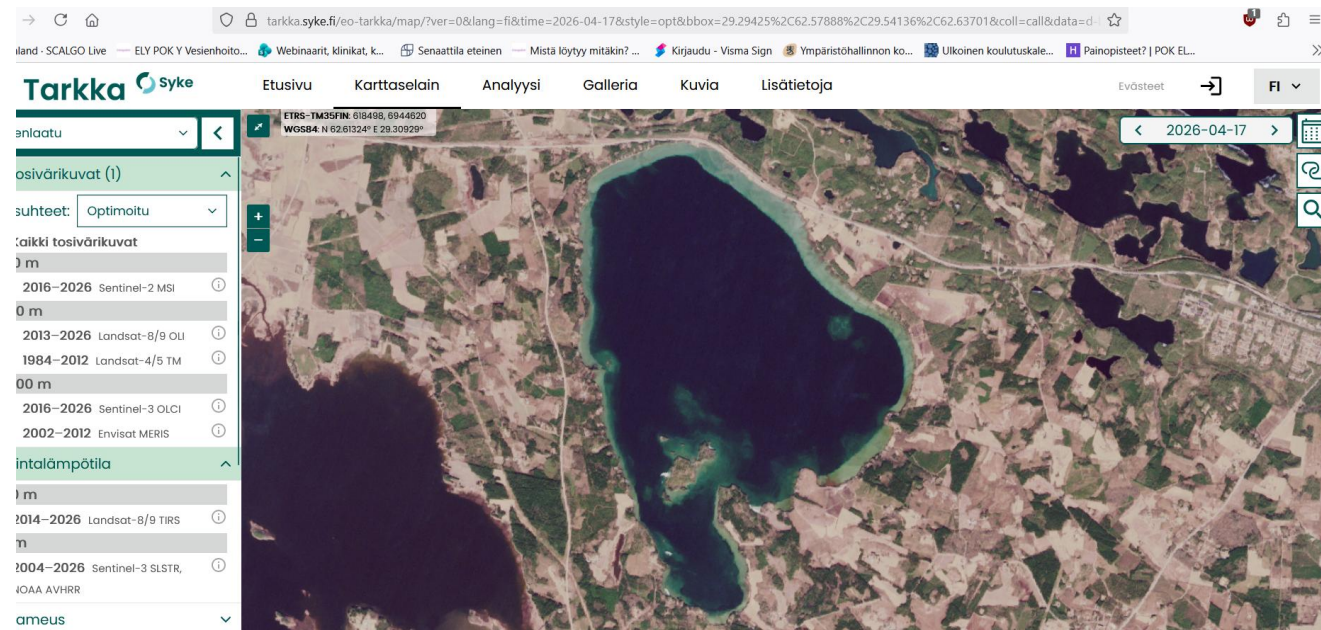 tarkka.syke.fi/eo-tarkka/map/?ver=0&lang=fi&time=2026-04-17&style=opt&bbox=29.29425%2C62.57888%2C29.54136%2C62.63701&coll=call&data=d-
1
aland - SCALGO Live ELY POK Y Vesienhoito... Webinaarit, klinikat, k... Senaattila eteinen Mistä löytyy mitäkin? ... Kirjaudu - Visma Sign Ympäristöhallinnon ko... Ulkoinen koulutuskale... H Painopisteet? | POK EL...
Tarkka Syke Etusivu Karttaselain Analyysi Galleria Kuvia Lisätietoja Evästeet FI
ETRS-TM35FIN: 618498, 6944620
WGS84: N 62.61324° E 29.30929°
enlaatu
2026-04-17
osivärikuvat (1)
suhteet: Optimoitu
Kaikki tosivärikuvat
0 m
2016–2026 Sentinel-2 MSI
0 m
2013–2026 Landsat-8/9 OLI
1984–2012 Landsat-4/5 TM
00 m
2016–2026 Sentinel-3 OLCI
2002–2012 Envisat MERIS
intalämpötila
m
2014–2026 Landsat-8/9 TIRS
m
2004–2026 Sentinel-3 SLSTR,
NOAA AVHRR
ameus
+
−